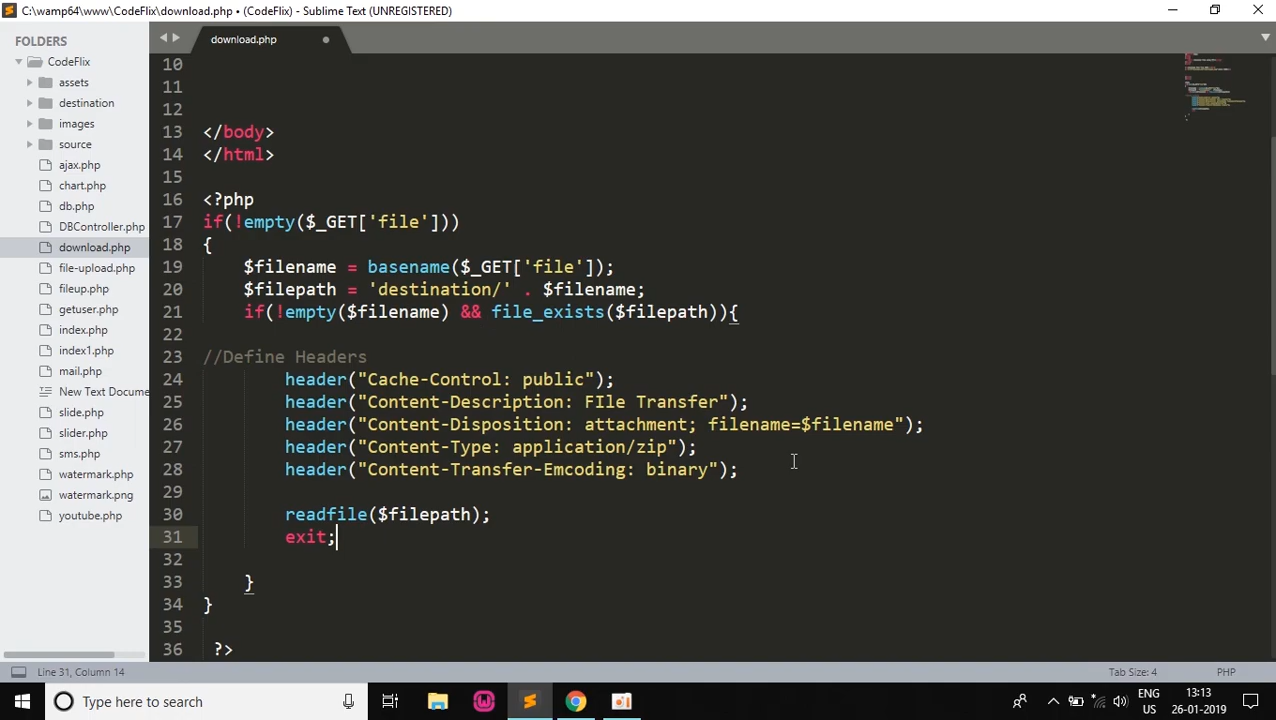 C:\wamp64\www\CodeFlix\download.php • (CodeFlix) - Sublime Text (UNREGISTERED)
FOLDERS
CodeFlix
assets
destination
images
source
ajax.php
chart.php
db.php
DBController.php
download.php
file-upload.php
fileup.php
getuser.php
index.php
index1.php
mail.php
New Text Docume
slide.php
slider.php
sms.php
watermark.php
watermark.png
youtube.php
download.php
10
11
12
13 </body>
14 </html>
15
16 <?php
17 if(!empty($_GET['file']))
18 {
19 $filename = basename($_GET['file']);
20 $filepath = 'destination/' . $filename;
21 if(!empty($filename) && file_exists($filepath)){
22
23 //Define Headers
24 header("Cache-Control: public");
25 header("Content-Description: FIle Transfer");
26 header("Content-Disposition: attachment; filename=$filename");
27 header("Content-Type: application/zip");
28 header("Content-Transfer-Emcoding: binary");
29
30 readfile($filepath);
31 exit;
32
33 }
34 }
35
36 ?>
Line 31, Column 14
Tab Size: 4
PHP
Type here to search
ENG
US
13:13
26-01-2019